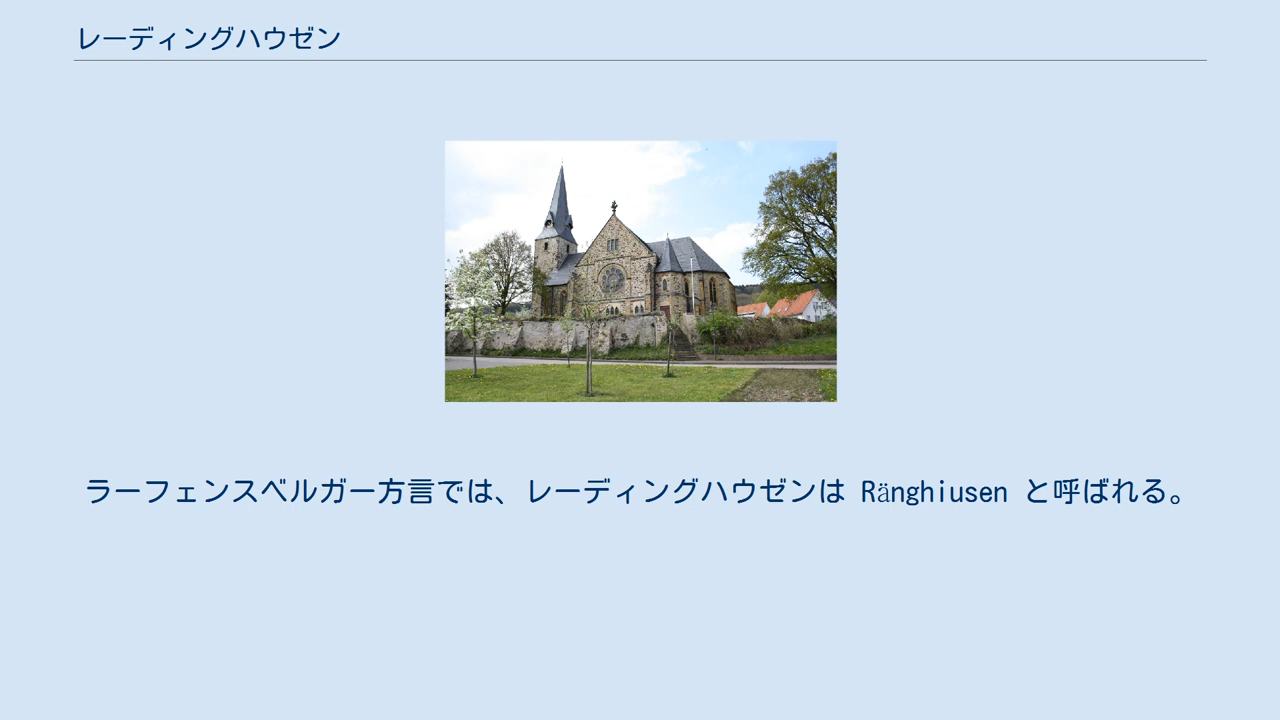 レーディングハウゼン
ラーフェンスベルガー方言では、レーディングハウゼンは Ränghiusen と呼ばれる。